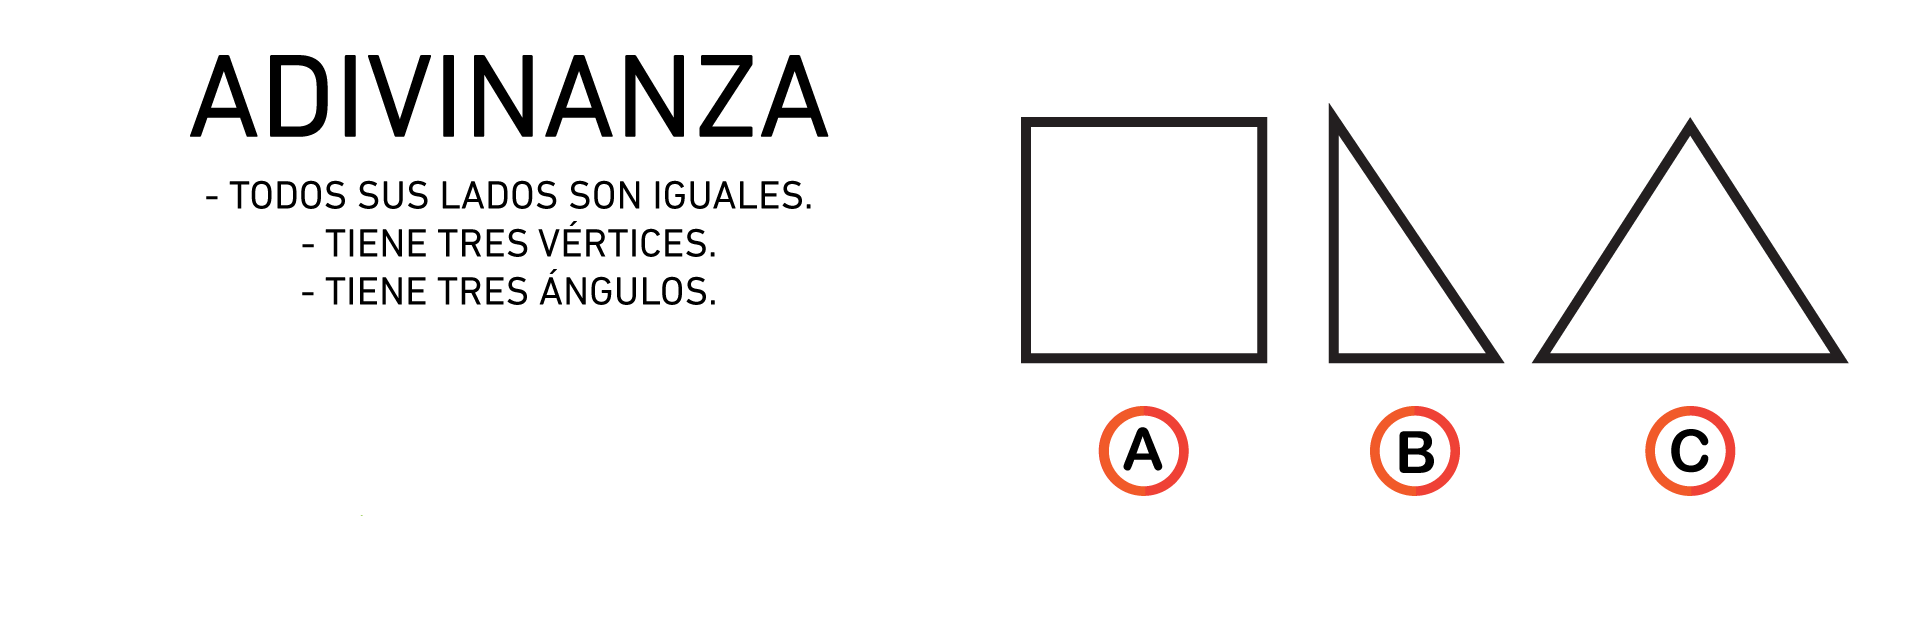 ADIVINANZA
- TODOS SUS LADOS SON IGUALES.
- TIENE TRES VÉRTICES.
- TIENE TRES ÁNGULOS.
A
B
C